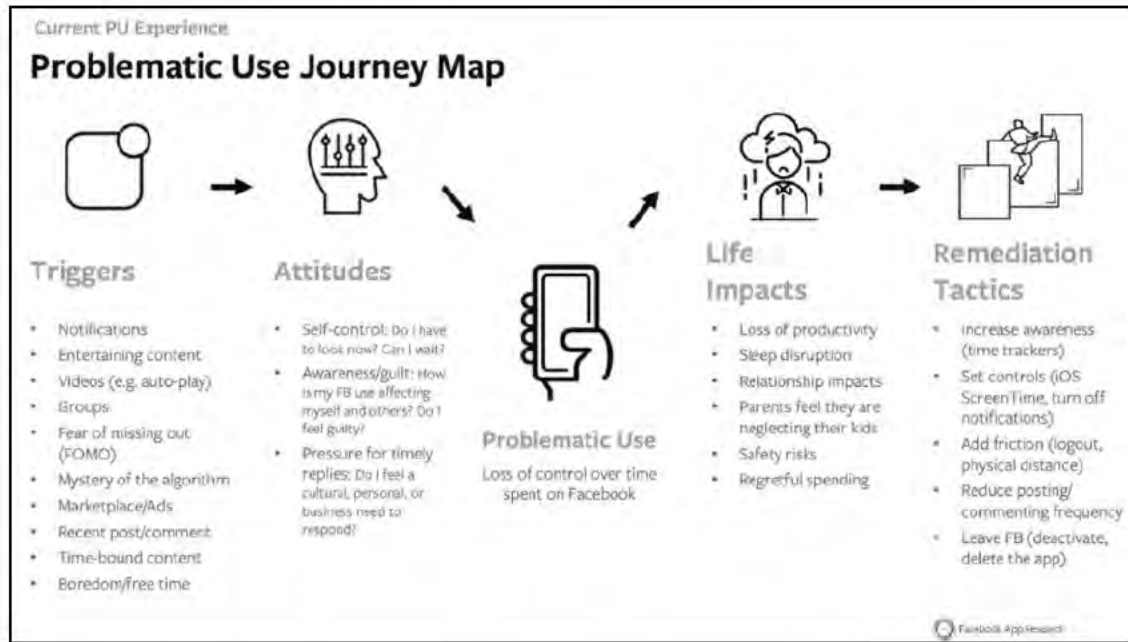 Current PU Experience
Problematic Use Journey Map
Triggers
• Notifications
• Entertaining content
• Videos (e.g. auto-play)
• Groups
• Fear of missing out
(FOMO)
• Mystery of the algorithm
• Marketplace/Ads
• Recent post/comment
• Time-bound content
• Boredom/free time
Attitudes
• Self-control: Do I have
to look now? Can I wait?
• Awareness/guilt: How
is my FB use affecting
myself and others? Do I
feel guilty?
• Pressure for timely
replies: Do I feel a
cultural, personal, or
business need to
respond?
Problematic Use
Loss of control over time
spent on Facebook
Life
Impacts
• Loss of productivity
• Sleep disruption
• Relationship impacts
• Parents feel they are
neglecting their kids
• Safety risks
• Regretful spending
Remediation
Tactics
• Increase awareness
(time trackers)
• Set controls (iOS
ScreenTime, turn off
notifications)
• Add friction (logout,
physical distance)
• Reduce posting/
commenting frequency
• Leave FB (deactivate,
delete the app)
Facebook App Research